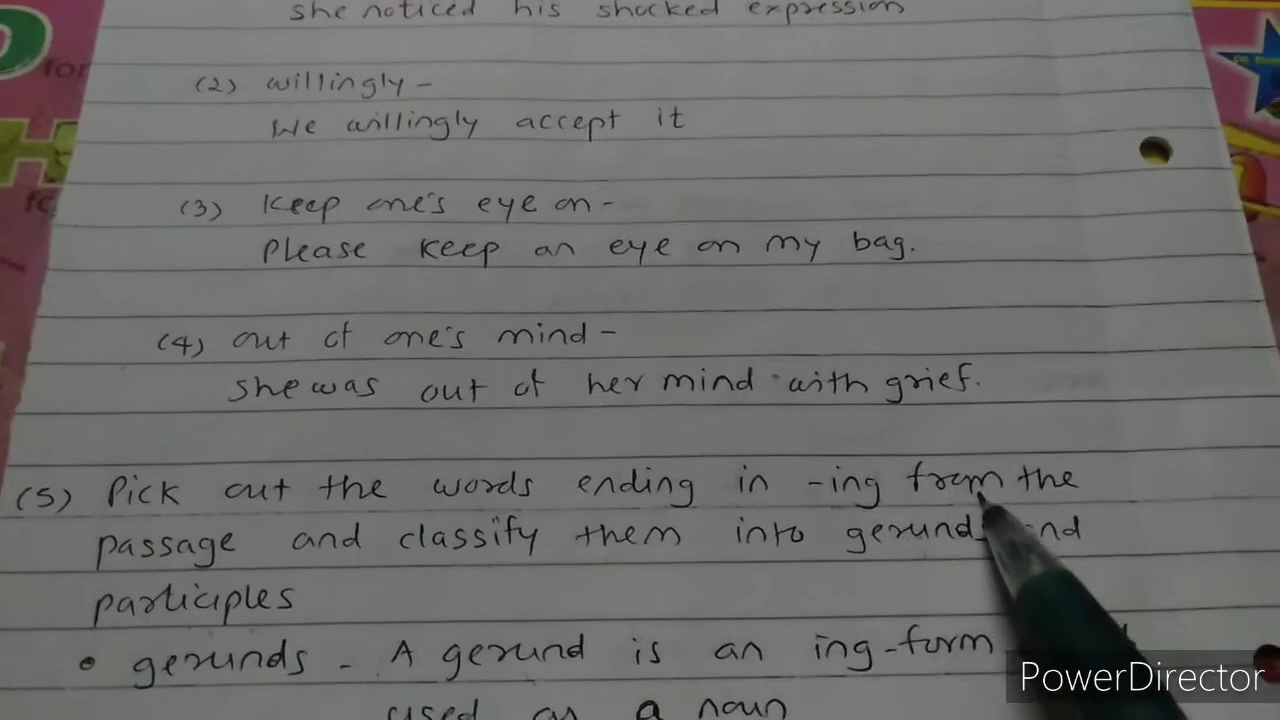 she noticed his shocked expression
for
(2) willingly -
We willingly accept it
(3) Keep one's eye on -
Please keep an eye on my bag.
(4) out of one's mind -
she was out of her mind with grief.
(5) Pick out the words ending in -ing from the
passage and classify them into gerund nd
participles
• gerunds - A gerund is an ing-form
used as a noun
PowerDirector